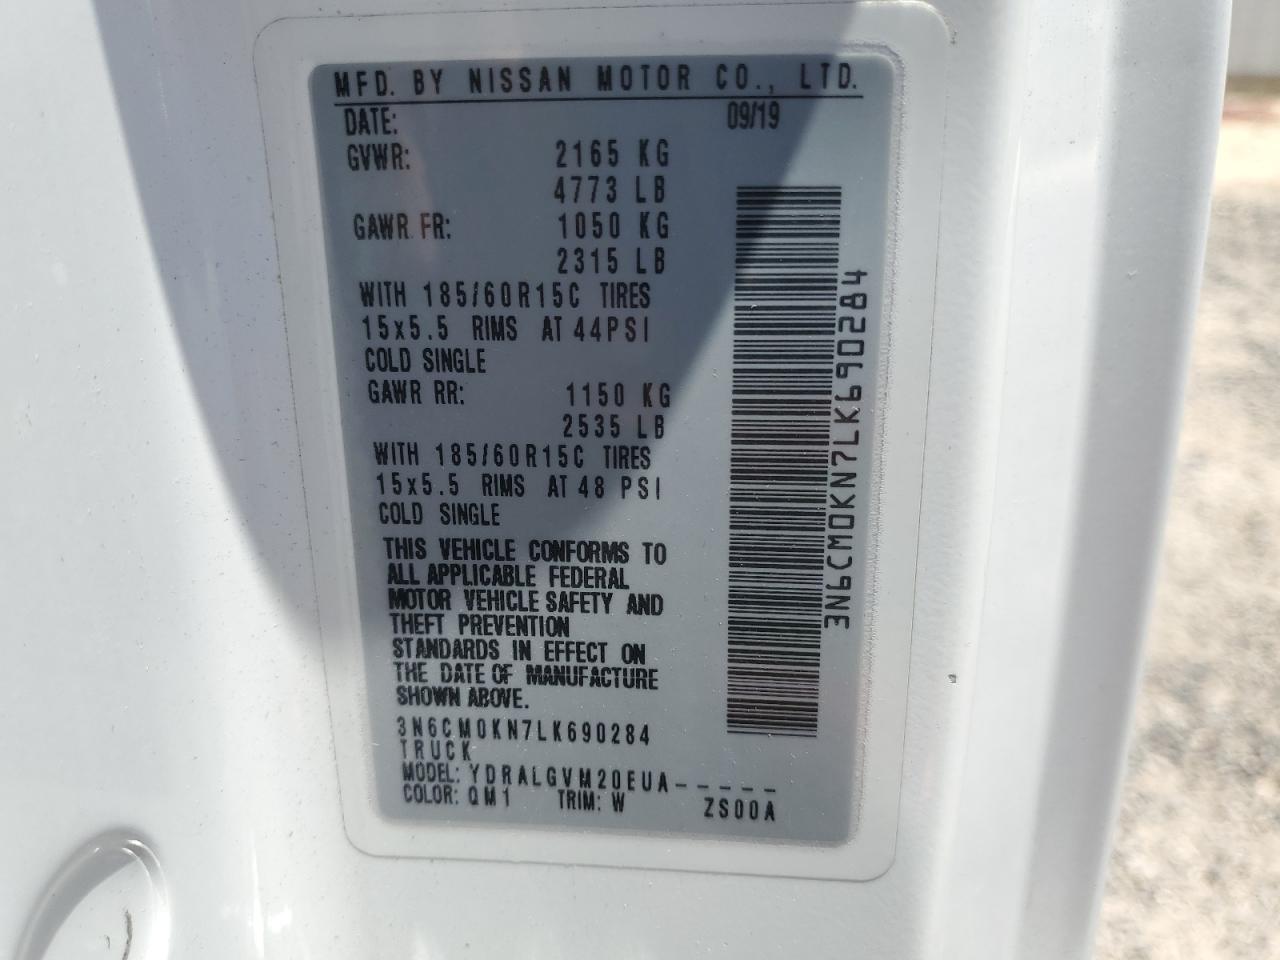 MFD. BY NISSAN MOTOR CO., LTD.
DATE: 09/19
GVWR: 2165 KG
4773 LB
GAWR FR: 1050 KG
2315 LB
WITH 185/60R15C TIRES
15x5.5 RIMS AT 44PSI
COLD SINGLE
GAWR RR: 1150 KG
2535 LB
WITH 185/60R15C TIRES
15x5.5 RIMS AT 48 PSI
COLD SINGLE
THIS VEHICLE CONFORMS TO
ALL APPLICABLE FEDERAL
MOTOR VEHICLE SAFETY AND
THEFT PREVENTION
STANDARDS IN EFFECT ON
THE DATE OF MANUFACTURE
SHOWN ABOVE.
3N6CM0KN7LK690284
TRUCK
MODEL: YDRALGVM20EUA-----
COLOR: QM1 TRIM: W ZS00A
3N6CM0KN7LK690284